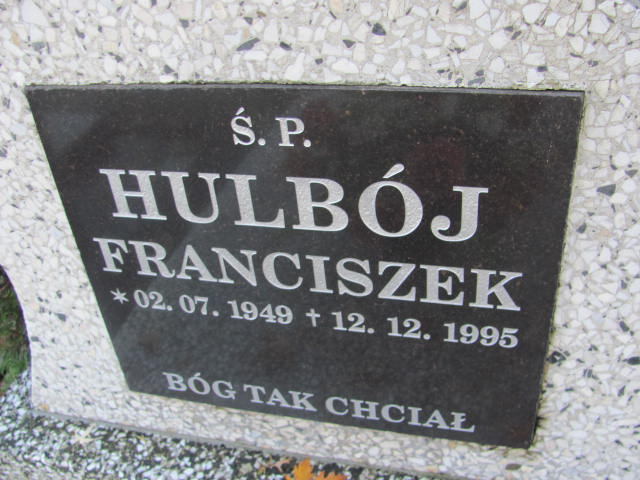 Ś. P.
HULBÓJ
FRANCISZEK
* 02. 07. 1949 † 12. 12. 1995
BÓG TAK CHCIAŁ